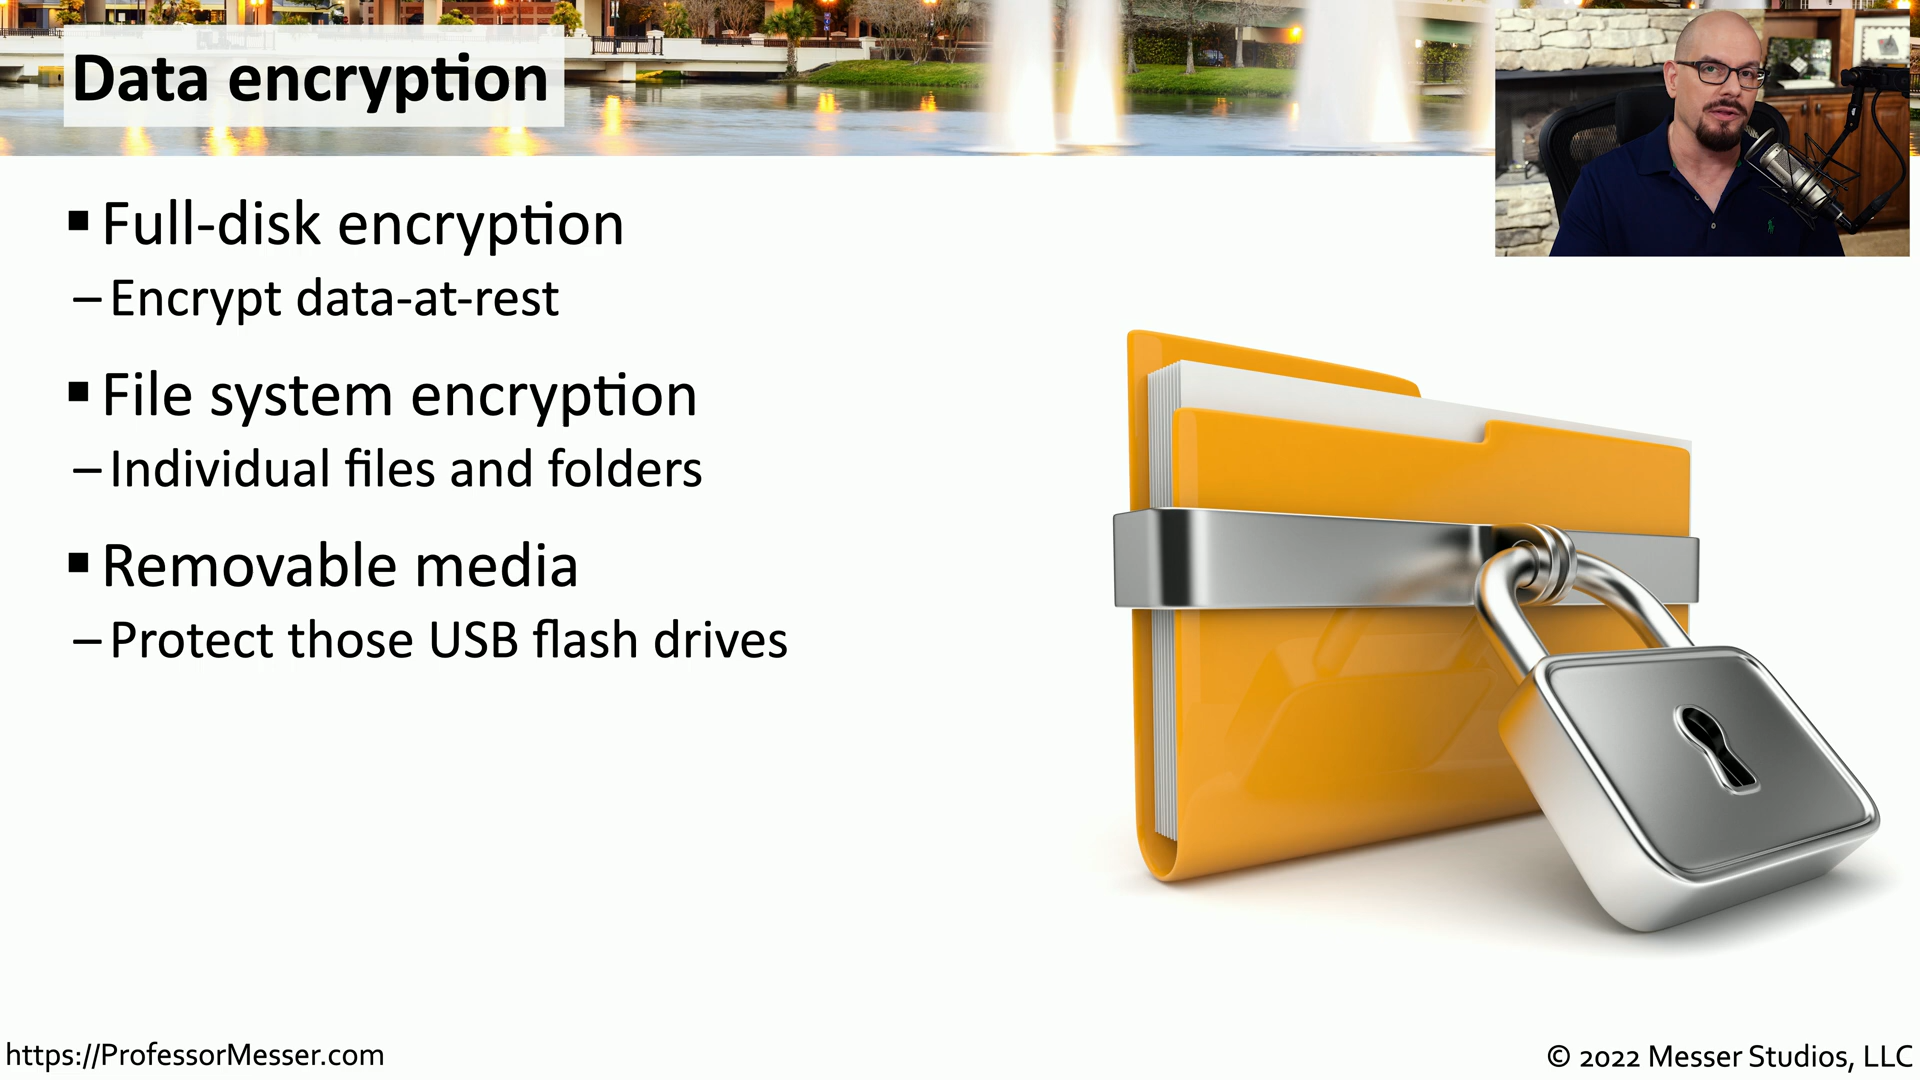 Data encryption
▪ Full-disk encryption
– Encrypt data-at-rest
▪ File system encryption
– Individual files and folders
▪ Removable media
– Protect those USB flash drives
https://ProfessorMesser.com
© 2022 Messer Studios, LLC